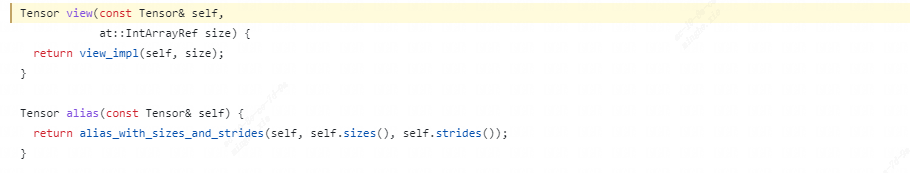 Tensor view(const Tensor& self,
            at::IntArrayRef size) {
  return view_impl(self, size);
}

Tensor alias(const Tensor& self) {
  return alias_with_sizes_and_strides(self, self.sizes(), self.strides());
}